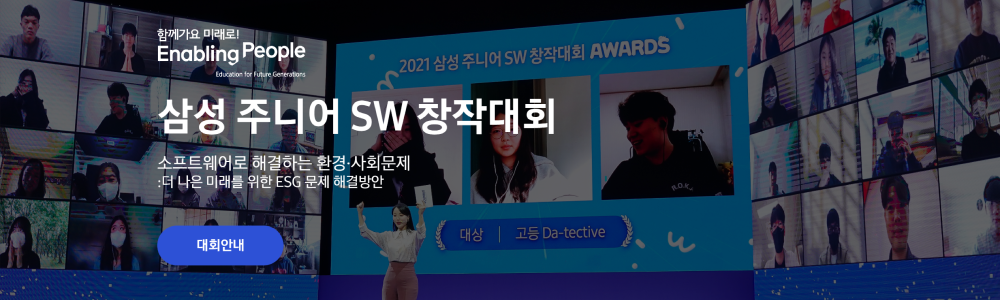 함께가요 미래로!
Enabling People
Education for Future Generations
2021 삼성 주니어 SW 창작대회 AWARDS
삼성 주니어 SW 창작대회
소프트웨어로 해결하는 환경·사회문제
:더 나은 미래를 위한 ESG 문제 해결방안
대상 | 고등 Da-tective
대회안내